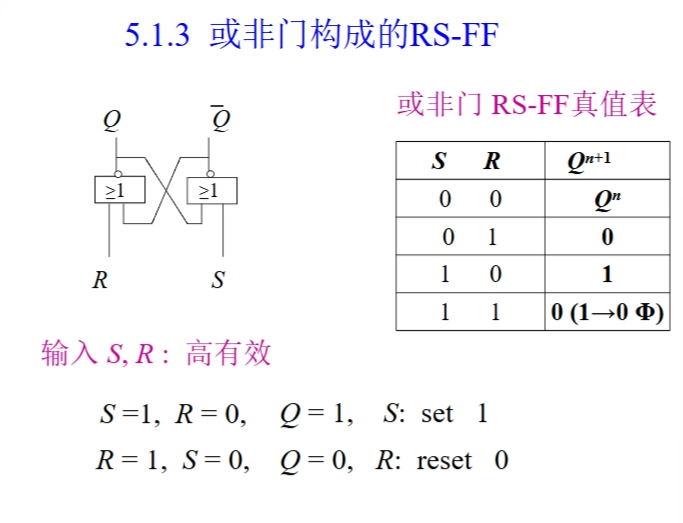 5.1.3 或非门构成的RS-FF
或非门 RS-FF真值表
Q Q̅
≥1 ≥1
R S
S R Qⁿ⁺¹
0 0 Qⁿ
0 1 0
1 0 1
1 1 0 (1→0 Φ)
输入 S, R : 高有效
S =1, R = 0, Q = 1, S: set 1
R = 1, S = 0, Q = 0, R: reset 0